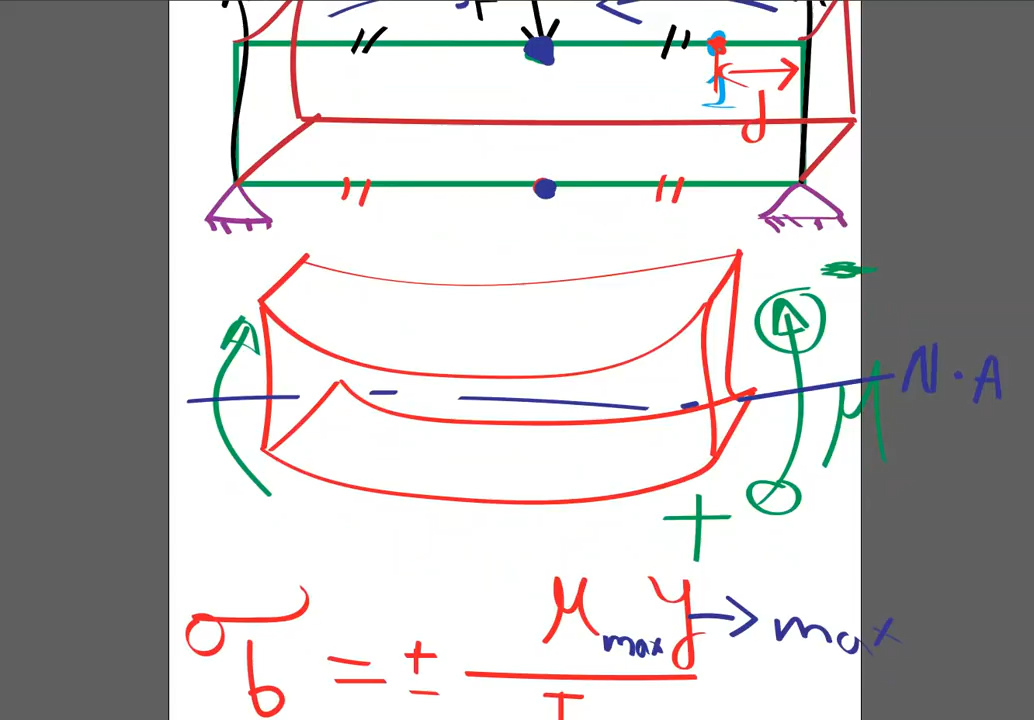 d
N.A
M
+
σb = ± Mmax y → max
I